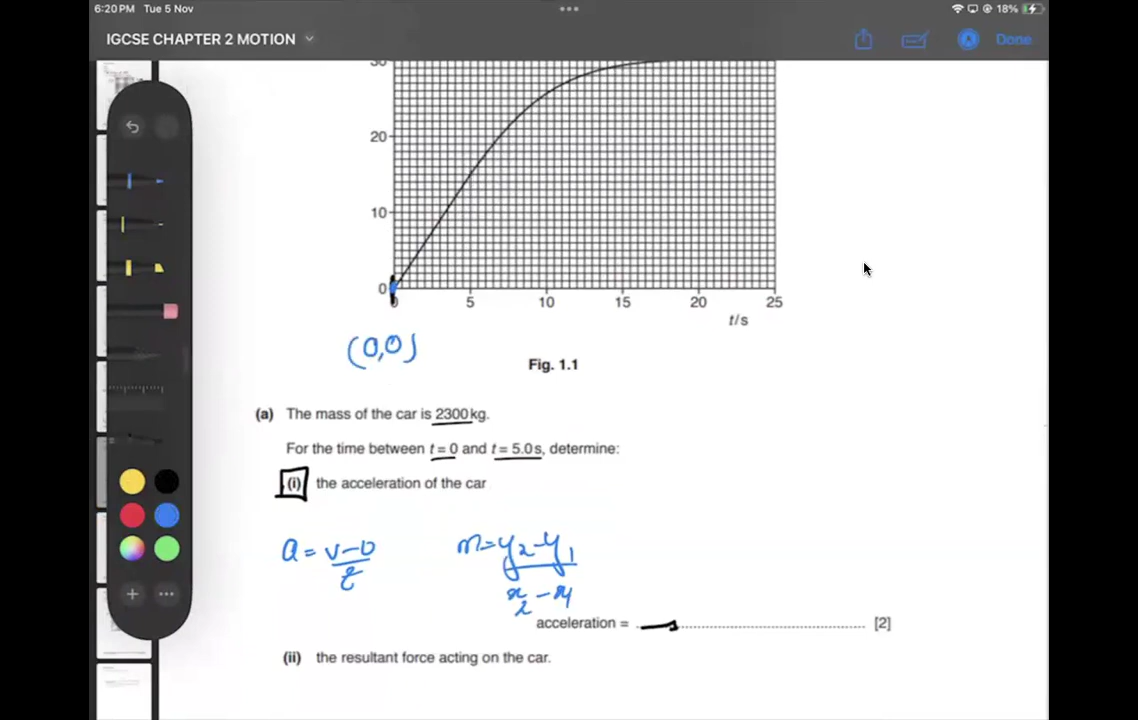 6:20 PM Tue 5 Nov
18%
IGCSE CHAPTER 2 MOTION
Done
30
20
10
0
0 5 10 15 20 25
t/s
(0,0)
Fig. 1.1
(a) The mass of the car is 2300 kg.
For the time between t = 0 and t = 5.0 s, determine:
(i) the acceleration of the car
a = v-u/t
m = y2-y1/x2-x1
acceleration = ................................ [2]
(ii) the resultant force acting on the car.